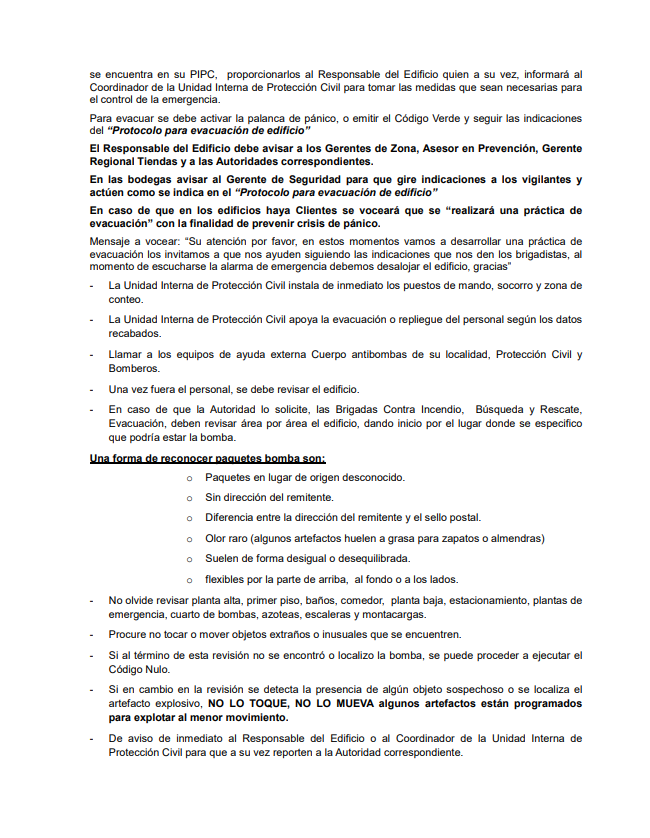 se encuentra en su PIPC, proporcionarlos al Responsable del Edificio quien a su vez, informará al
Coordinador de la Unidad Interna de Protección Civil para tomar las medidas que sean necesarias para
el control de la emergencia.
Para evacuar se debe activar la palanca de pánico, o emitir el Código Verde y seguir las indicaciones
del “Protocolo para evacuación de edificio”
El Responsable del Edificio debe avisar a los Gerentes de Zona, Asesor en Prevención, Gerente
Regional Tiendas y a las Autoridades correspondientes.
En las bodegas avisar al Gerente de Seguridad para que gire indicaciones a los vigilantes y
actúen como se indica en el “Protocolo para evacuación de edificio”
En caso de que en los edificios haya Clientes se voceará que se “realizará una práctica de
evacuación” con la finalidad de prevenir crisis de pánico.
Mensaje a vocear: “Su atención por favor, en estos momentos vamos a desarrollar una práctica de
evacuación los invitamos a que nos ayuden siguiendo las indicaciones que nos den los brigadistas, al
momento de escucharse la alarma de emergencia debemos desalojar el edificio, gracias”
- La Unidad Interna de Protección Civil instala de inmediato los puestos de mando, socorro y zona de
conteo.
- La Unidad Interna de Protección Civil apoya la evacuación o repliegue del personal según los datos
recabados.
- Llamar a los equipos de ayuda externa Cuerpo antibombas de su localidad, Protección Civil y
Bomberos.
- Una vez fuera el personal, se debe revisar el edificio.
- En caso de que la Autoridad lo solicite, las Brigadas Contra Incendio, Búsqueda y Rescate,
Evacuación, deben revisar área por área el edificio, dando inicio por el lugar donde se especifico
que podría estar la bomba.
Una forma de reconocer paquetes bomba son:
o Paquetes en lugar de origen desconocido.
o Sin dirección del remitente.
o Diferencia entre la dirección del remitente y el sello postal.
o Olor raro (algunos artefactos huelen a grasa para zapatos o almendras)
o Suelen de forma desigual o desequilibrada.
o flexibles por la parte de arriba, al fondo o a los lados.
- No olvide revisar planta alta, primer piso, baños, comedor, planta baja, estacionamiento, plantas de
emergencia, cuarto de bombas, azoteas, escaleras y montacargas.
- Procure no tocar o mover objetos extraños o inusuales que se encuentren.
- Si al término de esta revisión no se encontró o localizo la bomba, se puede proceder a ejecutar el
Código Nulo.
- Si en cambio en la revisión se detecta la presencia de algún objeto sospechoso o se localiza el
artefacto explosivo, NO LO TOQUE, NO LO MUEVA algunos artefactos están programados
para explotar al menor movimiento.
- De aviso de inmediato al Responsable del Edificio o al Coordinador de la Unidad Interna de
Protección Civil para que a su vez reporten a la Autoridad correspondiente.